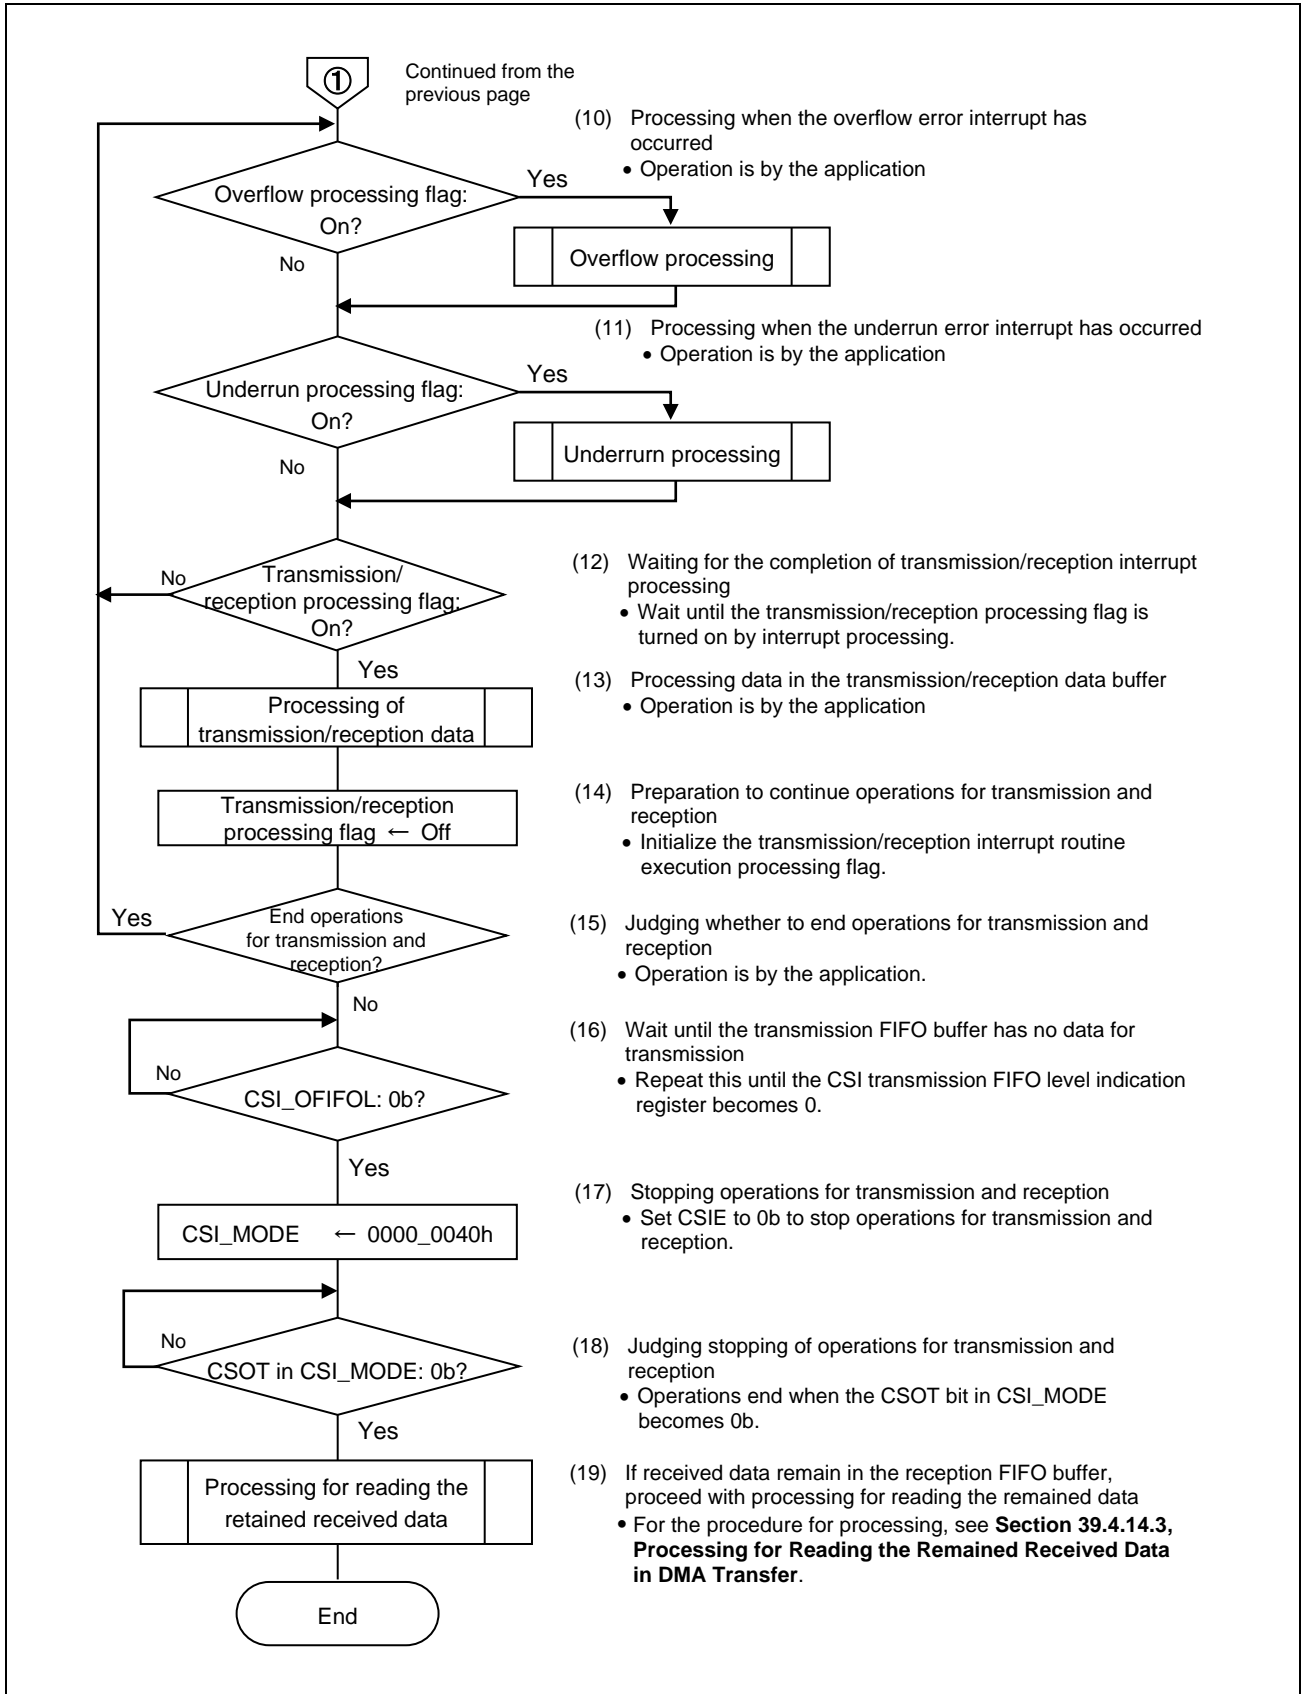 ①
Continued from the
previous page
(10) Processing when the overflow error interrupt has
occurred
• Operation is by the application
Overflow processing flag:
On?
Yes
No
Overflow processing
(11) Processing when the underrun error interrupt has occurred
• Operation is by the application
Underrun processing flag:
On?
Yes
No
Underrurn processing
(12) Waiting for the completion of transmission/reception interrupt
processing
• Wait until the transmission/reception processing flag is
turned on by interrupt processing.
No
Transmission/
reception processing flag:
On?
Yes
(13) Processing data in the transmission/reception data buffer
• Operation is by the application
Processing of
transmission/reception data
(14) Preparation to continue operations for transmission and
reception
• Initialize the transmission/reception interrupt routine
execution processing flag.
Transmission/reception
processing flag ← Off
Yes
End operations
for transmission and
reception?
No
(15) Judging whether to end operations for transmission and
reception
• Operation is by the application.
(16) Wait until the transmission FIFO buffer has no data for
transmission
• Repeat this until the CSI transmission FIFO level indication
register becomes 0.
No
CSI_OFIFOL: 0b?
Yes
(17) Stopping operations for transmission and reception
• Set CSIE to 0b to stop operations for transmission and
reception.
CSI_MODE ← 0000_0040h
No
CSOT in CSI_MODE: 0b?
Yes
(18) Judging stopping of operations for transmission and
reception
• Operations end when the CSOT bit in CSI_MODE
becomes 0b.
Processing for reading the
retained received data
(19) If received data remain in the reception FIFO buffer,
proceed with processing for reading the remained data
• For the procedure for processing, see Section 39.4.14.3,
Processing for Reading the Remained Received Data
in DMA Transfer.
End